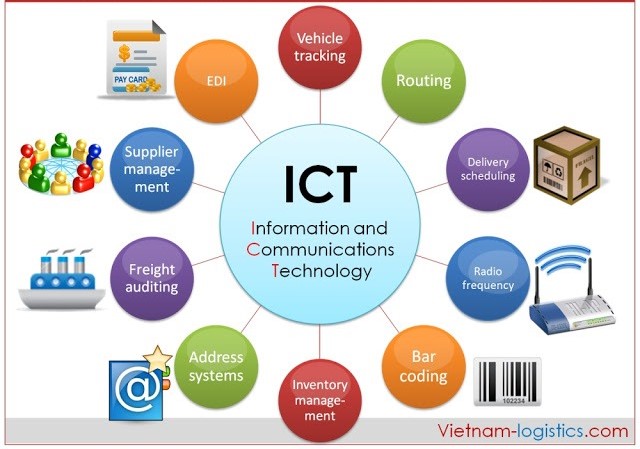 Vehicle
tracking
EDI
Routing
PAY CARD
Supplier
manage-
ment
ICT
Information and
Communications
Technology
Delivery
scheduling
Freight
auditing
Radio
frequency
Address
systems
@
Inventory
manage-
ment
Bar
coding
102234
Vietnam-logistics.com